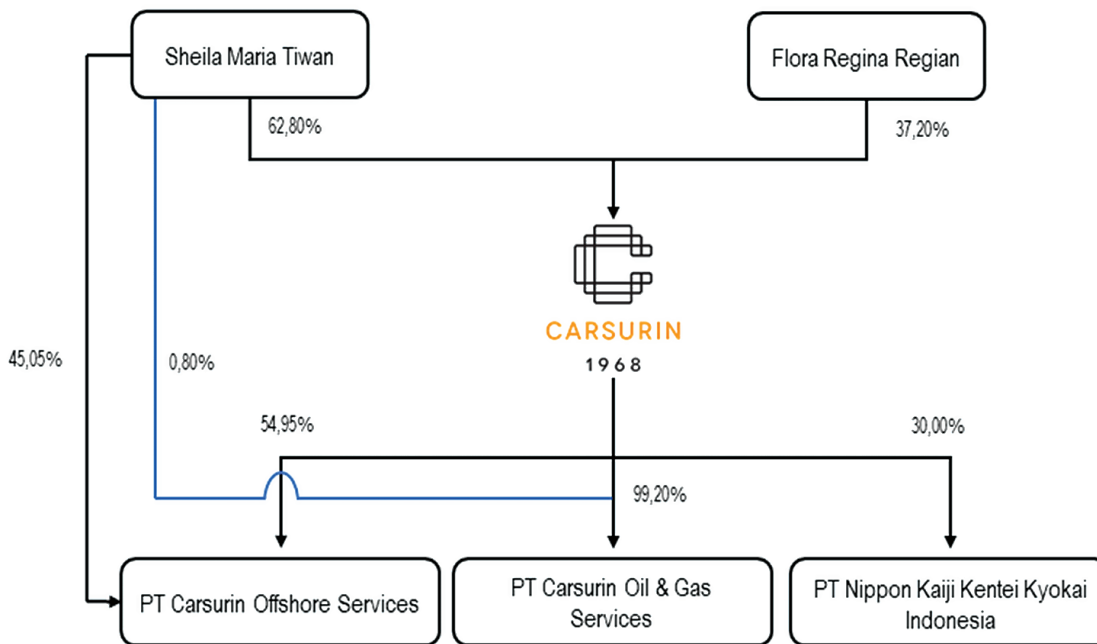 Sheila Maria Tiwan
Flora Regina Regian
62,80%
37,20%
CARSURIN
1968
45,05%
0,80%
54,95%
30,00%
99,20%
PT Carsurin Offshore Services
PT Carsurin Oil & Gas
Services
PT Nippon Kaiji Kentei Kyokai
Indonesia